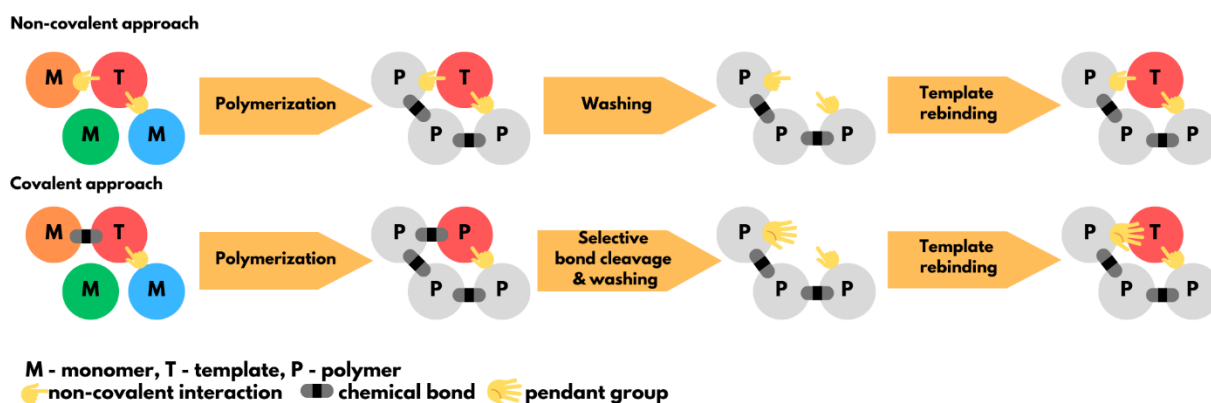 Non-covalent approach
M T M M
Polymerization
P T P P
Washing
P P P
Template
rebinding
P T P P
Covalent approach
M T M M
Polymerization
P P P P
Selective
bond cleavage
& washing
P P P
Template
rebinding
P T P P
M - monomer, T - template, P - polymer
non-covalent interaction chemical bond pendant group